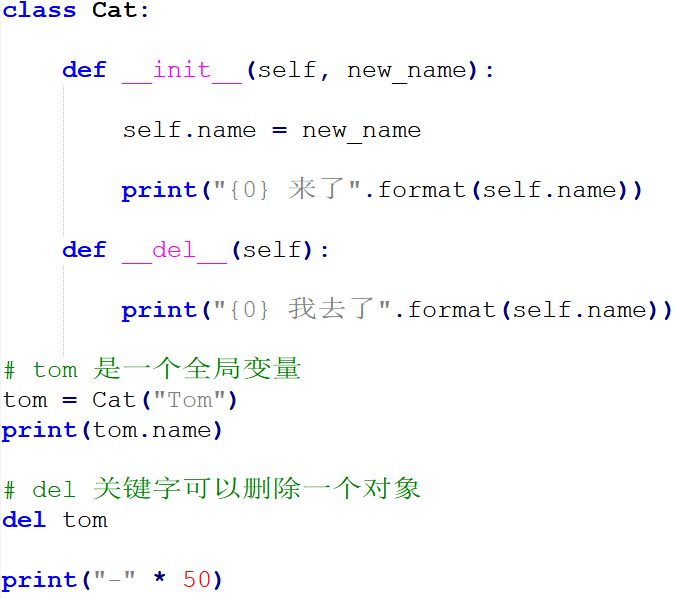 class Cat:
def __init__(self, new_name):
self.name = new_name
print("{0} 来了".format(self.name))
def __del__(self):
print("{0} 我去了".format(self.name))
# tom 是一个全局变量
tom = Cat("Tom")
print(tom.name)
# del 关键字可以删除一个对象
del tom
print("-" * 50)